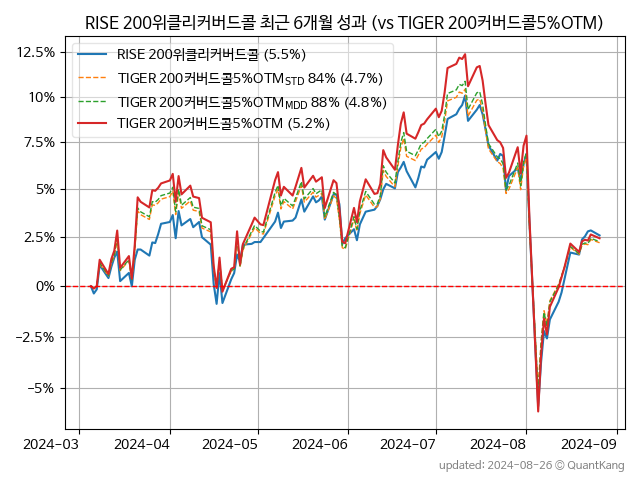 RISE 200위클리커버드콜 최근 6개월 성과 (vs TIGER 200커버드콜5%OTM)
RISE 200위클리커버드콜 (5.5%)
TIGER 200커버드콜5%OTM_STD 84% (4.7%)
TIGER 200커버드콜5%OTM_MDD 88% (4.8%)
TIGER 200커버드콜5%OTM (5.2%)
12.5%
10%
7.5%
5%
2.5%
0%
−2.5%
−5%
2024-03 2024-04 2024-05 2024-06 2024-07 2024-08 2024-09
updated: 2024-08-26 © QuantKang